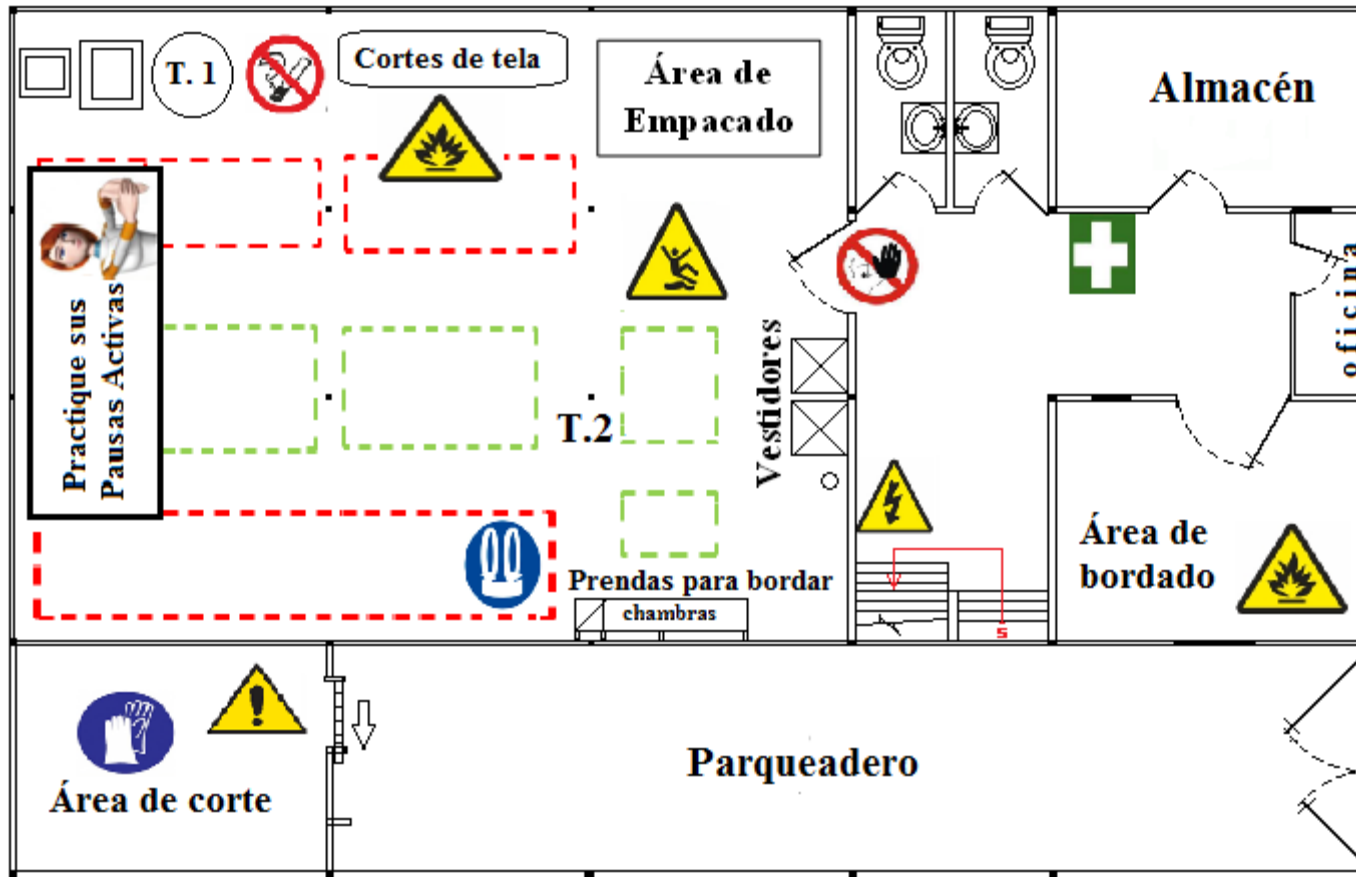 T. 1
Cortes de tela
Área de
Empacado
Almacén
Practique sus
Pausas Activas
oficina
Vestidores
T.2
Prendas para bordar
chambras
s
Área de
bordado
Área de corte
Parqueadero